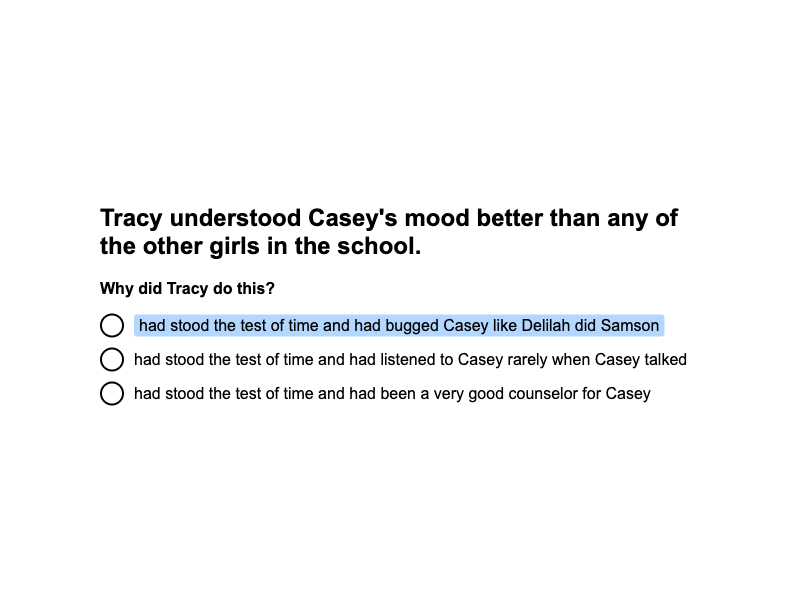 Tracy understood Casey's mood better than any of
the other girls in the school.
Why did Tracy do this?
had stood the test of time and had bugged Casey like Delilah did Samson
had stood the test of time and had listened to Casey rarely when Casey talked
had stood the test of time and had been a very good counselor for Casey